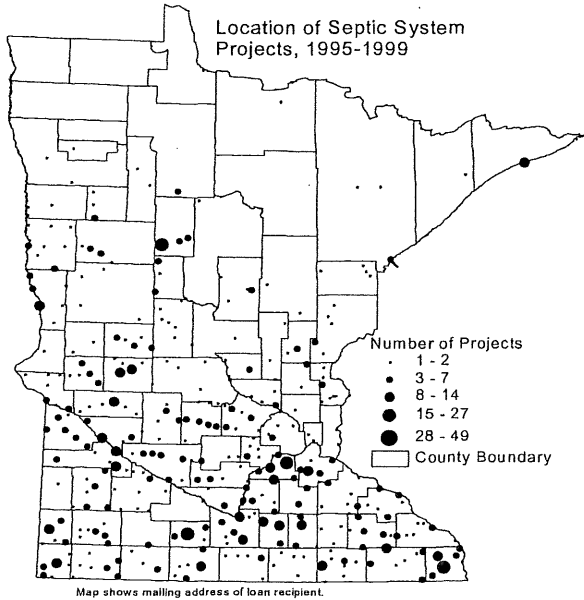 Location of Septic System
Projects, 1995-1999
Number of Projects
1 - 2
3 - 7
8 - 14
15 - 27
28 - 49
County Boundary
Map shows mailing address of loan recipient.